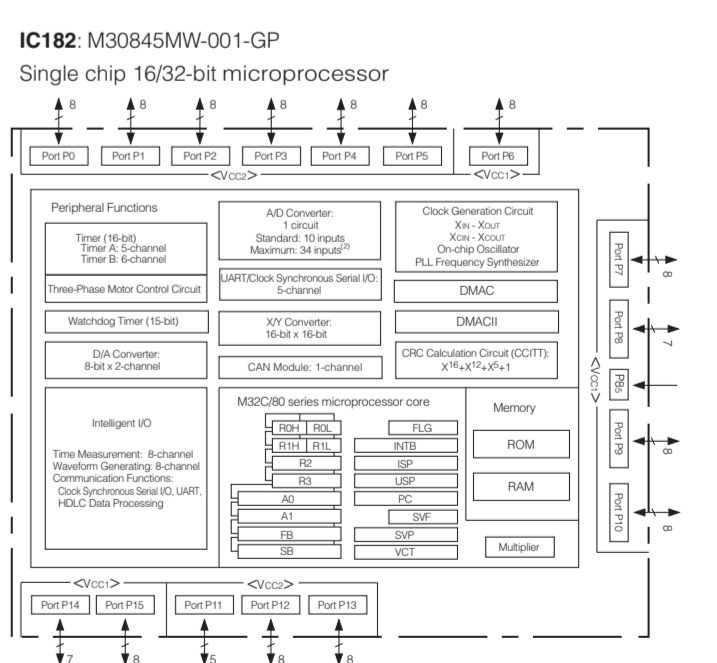 IC182: M30845MW-001-GP
Single chip 16/32-bit microprocessor
8 8 8 8 8 8 8
Port P0 Port P1 Port P2 Port P3 Port P4 Port P5 Port P6
<VCC2> <VCC1>
Peripheral Functions
Timer (16-bit)
Timer A: 5-channel
Timer B: 6-channel
Three-Phase Motor Control Circuit
Watchdog Timer (15-bit)
D/A Converter:
8-bit x 2-channel
A/D Converter:
1 circuit
Standard: 10 inputs
Maximum: 34 inputs(2)
UART/Clock Synchronous Serial I/O:
5-channel
X/Y Converter:
16-bit x 16-bit
CAN Module: 1-channel
Clock Generation Circuit
XIN - XOUT
XCIN - XCOUT
On-chip Oscillator
PLL Frequency Synthesizer
DMAC
DMACII
CRC Calculation Circuit (CCITT):
X16+X12+X5+1
Intelligent I/O
Time Measurement: 8-channel
Waveform Generating: 8-channel
Communication Functions:
Clock Synchronous Serial I/O, UART,
HDLC Data Processing
M32C/80 series microprocessor core
R0H R0L
R1H R1L
R2
R3
A0
A1
FB
SB
FLG
INTB
ISP
USP
PC
SVF
SVP
VCT
Memory
ROM
RAM
Multiplier
<VCC1>
Port P7
8
Port P8
7
P85
Port P9
8
Port P10
8
<VCC1> <VCC2>
Port P14 Port P15 Port P11 Port P12 Port P13
7 8 5 8 8